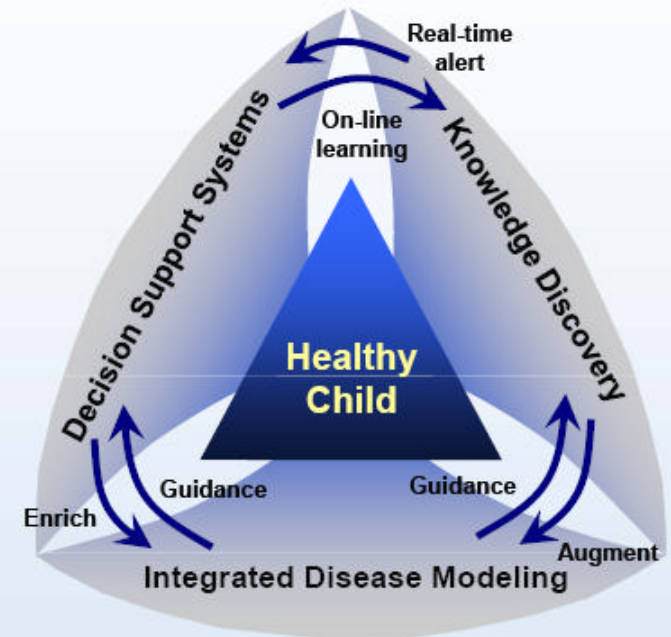 Real-time
alert
On-line
learning
Decision Support Systems
Knowledge Discovery
Healthy
Child
Guidance
Guidance
Enrich
Augment
Integrated Disease Modeling